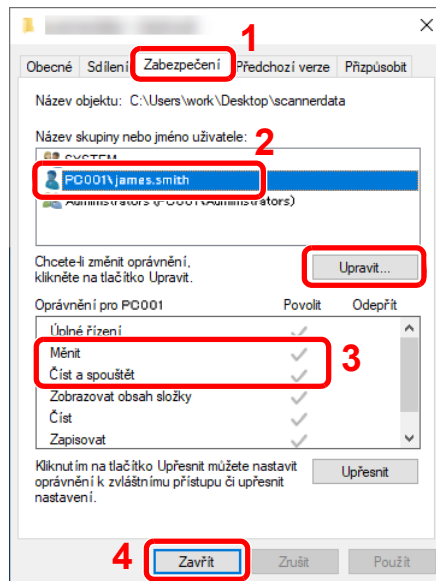 1
Obecné Sdílení Zabezpečení Předchozí verze Přizpůsobit
Název objektu: C:\Users\work\Desktop\scannerdata
Název skupiny nebo jméno uživatele:
2
SYSTEM
PC001\james.smith
Administrators (PC001\Administrators)
Chcete-li změnit oprávnění,
klikněte na tlačítko Upravit.
Upravit...
Oprávnění pro PC001 Povolit Odepřít
Úplné řízení
Měnit
Číst a spouštět
3
Zobrazovat obsah složky
Číst
Zapisovat
Kliknutím na tlačítko Upřesnit můžete nastavit
oprávnění k zvláštnímu přístupu či upřesnit
nastavení.
Upřesnit
4
Zavřít Zrušit Použít